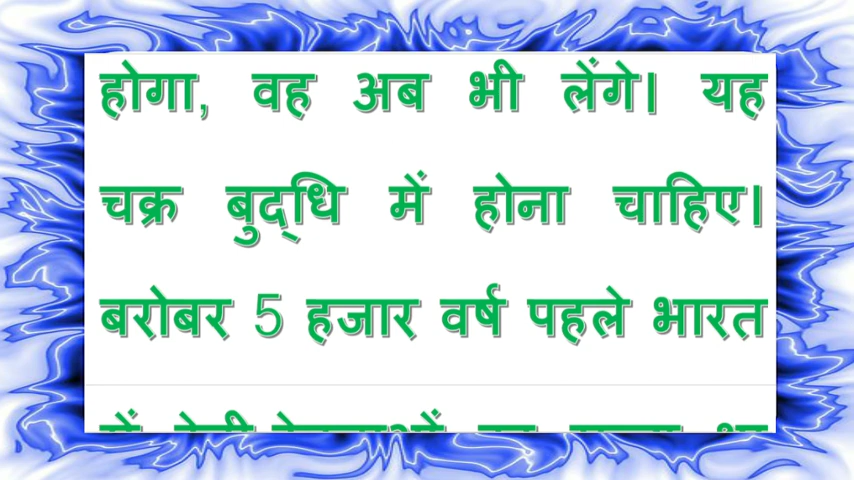 होगा, वह अब भी लेंगे। यह
चक्र बुद्धि में होना चाहिए।
बरोबर 5 हजार वर्ष पहले भारत